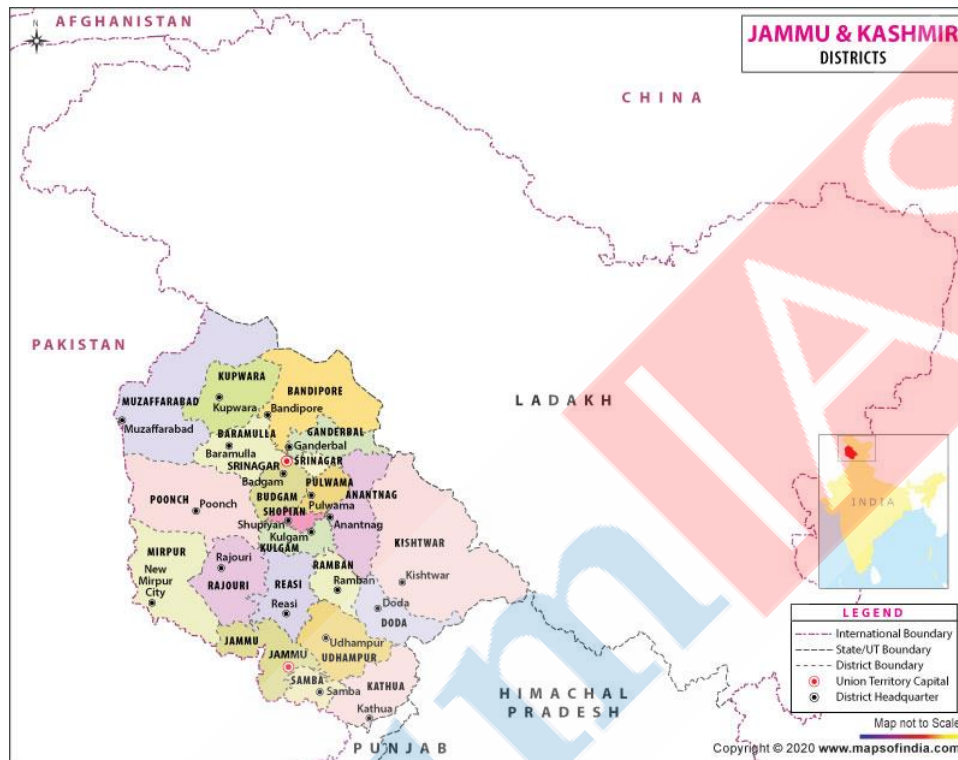 AFGHANISTAN
N
JAMMU & KASHMIR
DISTRICTS
CHINA
PAKISTAN
LADAKH
KUPWARA
Kupwara
BANDIPORE
Bandipore
MUZAFFARABAD
Muzaffarabad
BARAMULLA
Baramulla
GANDERBAL
Ganderbal
SRINAGAR
SRINAGAR
Badgam
BUDGAM
PULWAMA
Pulwama
ANANTNAG
Anantnag
POONCH
Poonch
SHOPIAN
Shupiyan
Kulgam
KULGAM
KISHTWAR
Kishtwar
MIRPUR
New
Mirpur
City
Rajouri
RAJOURI
REASI
Reasi
RAMBAN
Ramban
Doda
DODA
JAMMU
JAMMU
Udhampur
UDHAMPUR
SAMBA
Samba
KATHUA
Kathua
HIMACHAL
PRADESH
PUNJAB
INDIA
LEGEND
International Boundary
State/UT Boundary
District Boundary
Union Territory Capital
District Headquarter
Map not to Scale
Copyright © 2020 www.mapsofindia.com
IAS